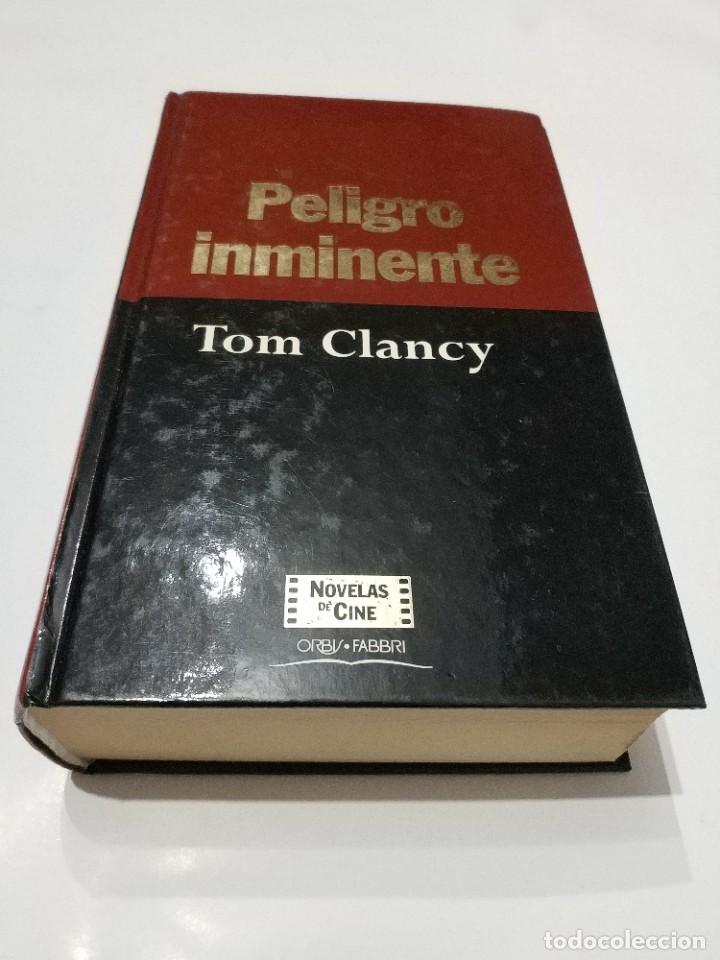 Peligro
inminente
Tom Clancy
NOVELAS
DE CINE
ORBIS • FABBRI
todocoleccion